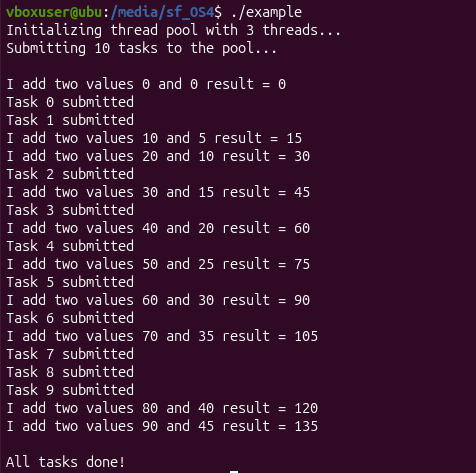 vboxuser@ubu:/media/sf_OS4$ ./example
Initializing thread pool with 3 threads...
Submitting 10 tasks to the pool...
I add two values 0 and 0 result = 0
Task 0 submitted
Task 1 submitted
I add two values 10 and 5 result = 15
I add two values 20 and 10 result = 30
Task 2 submitted
I add two values 30 and 15 result = 45
Task 3 submitted
I add two values 40 and 20 result = 60
Task 4 submitted
I add two values 50 and 25 result = 75
Task 5 submitted
I add two values 60 and 30 result = 90
Task 6 submitted
I add two values 70 and 35 result = 105
Task 7 submitted
Task 8 submitted
Task 9 submitted
I add two values 80 and 40 result = 120
I add two values 90 and 45 result = 135
All tasks done!